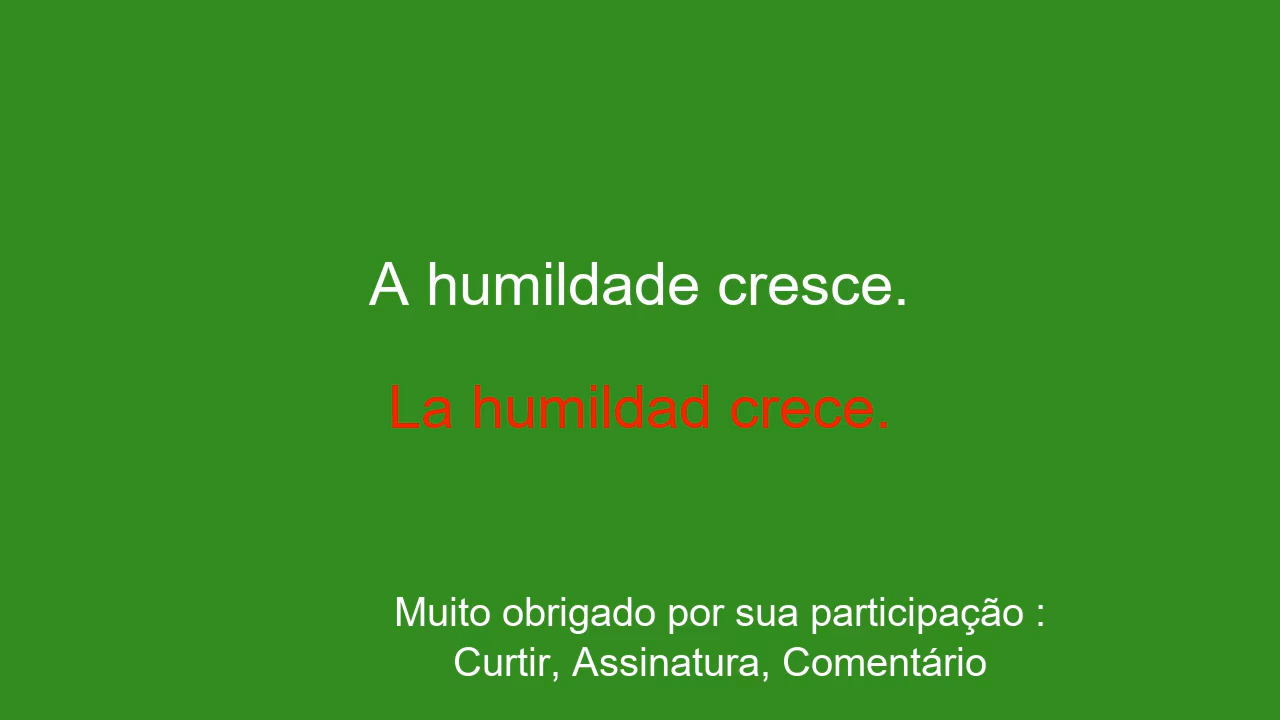 A humildade cresce.
La humildad crece.
Muito obrigado por sua participação :
Curtir, Assinatura, Comentário